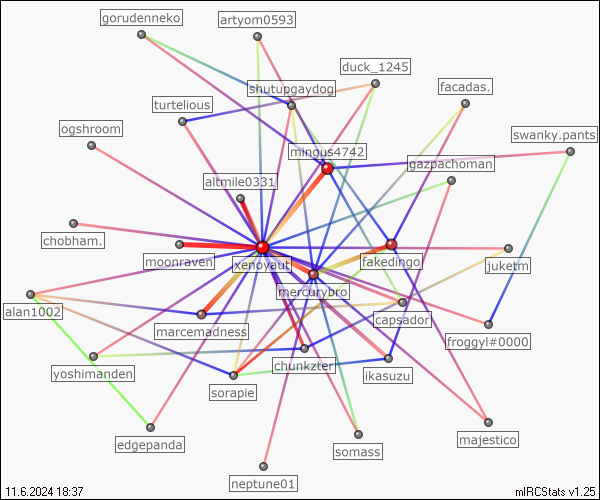 gorudenneko
artyom0593
duck_1245
shutupgaydog
facadas.
turtelious
ogshroom
swanky.pants
mingus4742
gazpachoman
altmile0331
chobham.
moonraven
xenoyaut
fakedingo
juketm
mercurybro
alan1002
marcemadness
capsador
froggyl#0000
yoshimanden
chunkzter
ikasuzu
sorapie
edgepanda
somass
majestico
neptune01
11.6.2024 18:37
mIRCStats v1.25